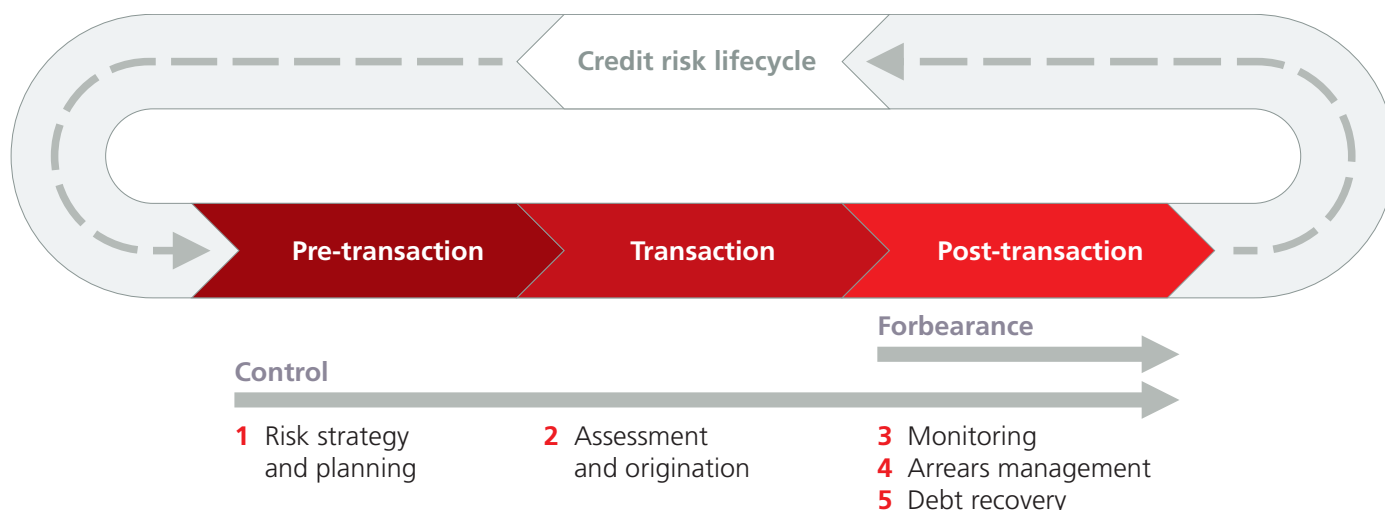 Credit risk lifecycle
Pre-transaction
Transaction
Post-transaction
Forbearance
Control
1 Risk strategy
and planning
2 Assessment
and origination
3 Monitoring
4 Arrears management
5 Debt recovery